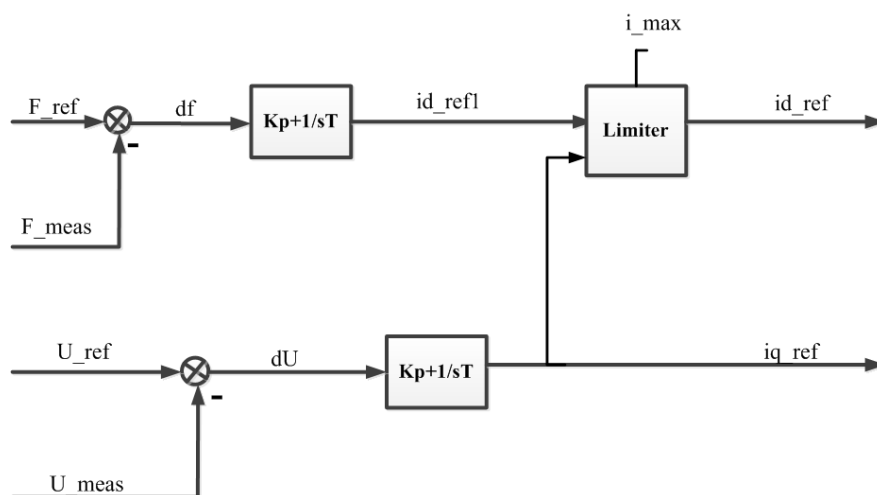 i_max
F_ref
df
Kp+1/sT
id_ref1
Limiter
id_ref
-
F_meas
U_ref
dU
Kp+1/sT
iq_ref
-
U_meas